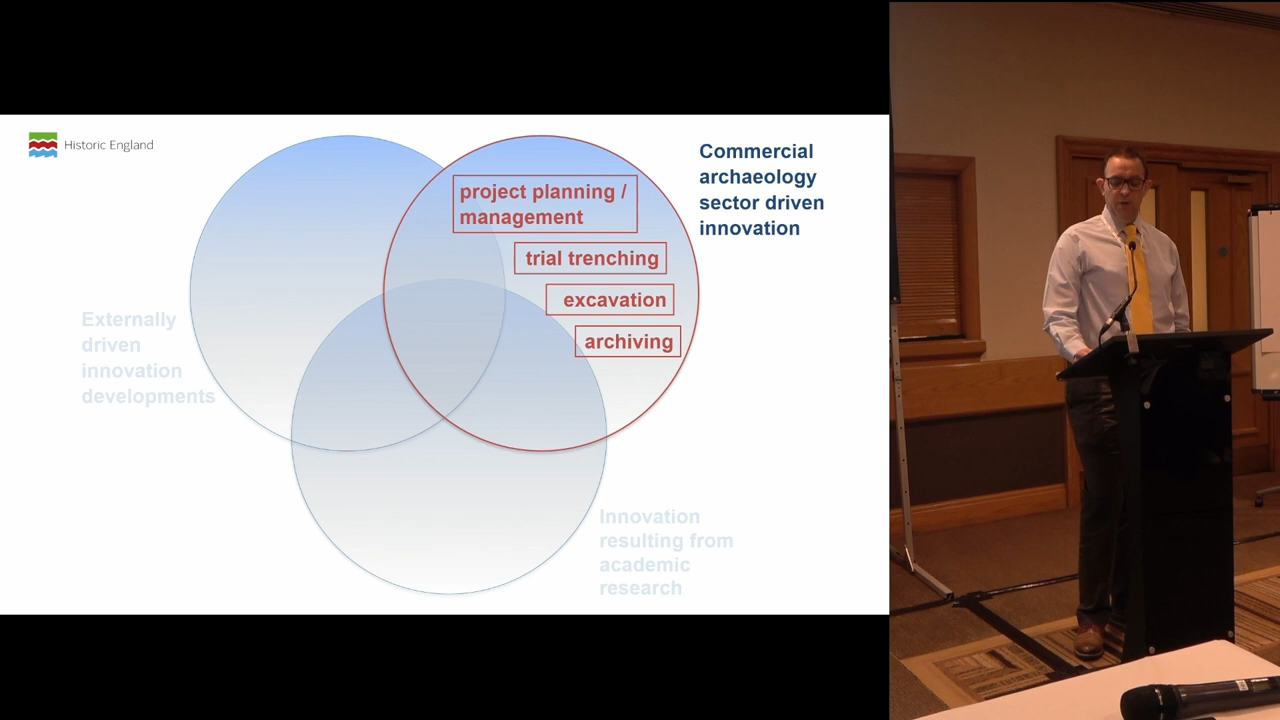 Historic England
project planning /
management
trial trenching
excavation
archiving
Commercial
archaeology
sector driven
innovation
Externally
driven
innovation
developments
Innovation
resulting from
academic
research